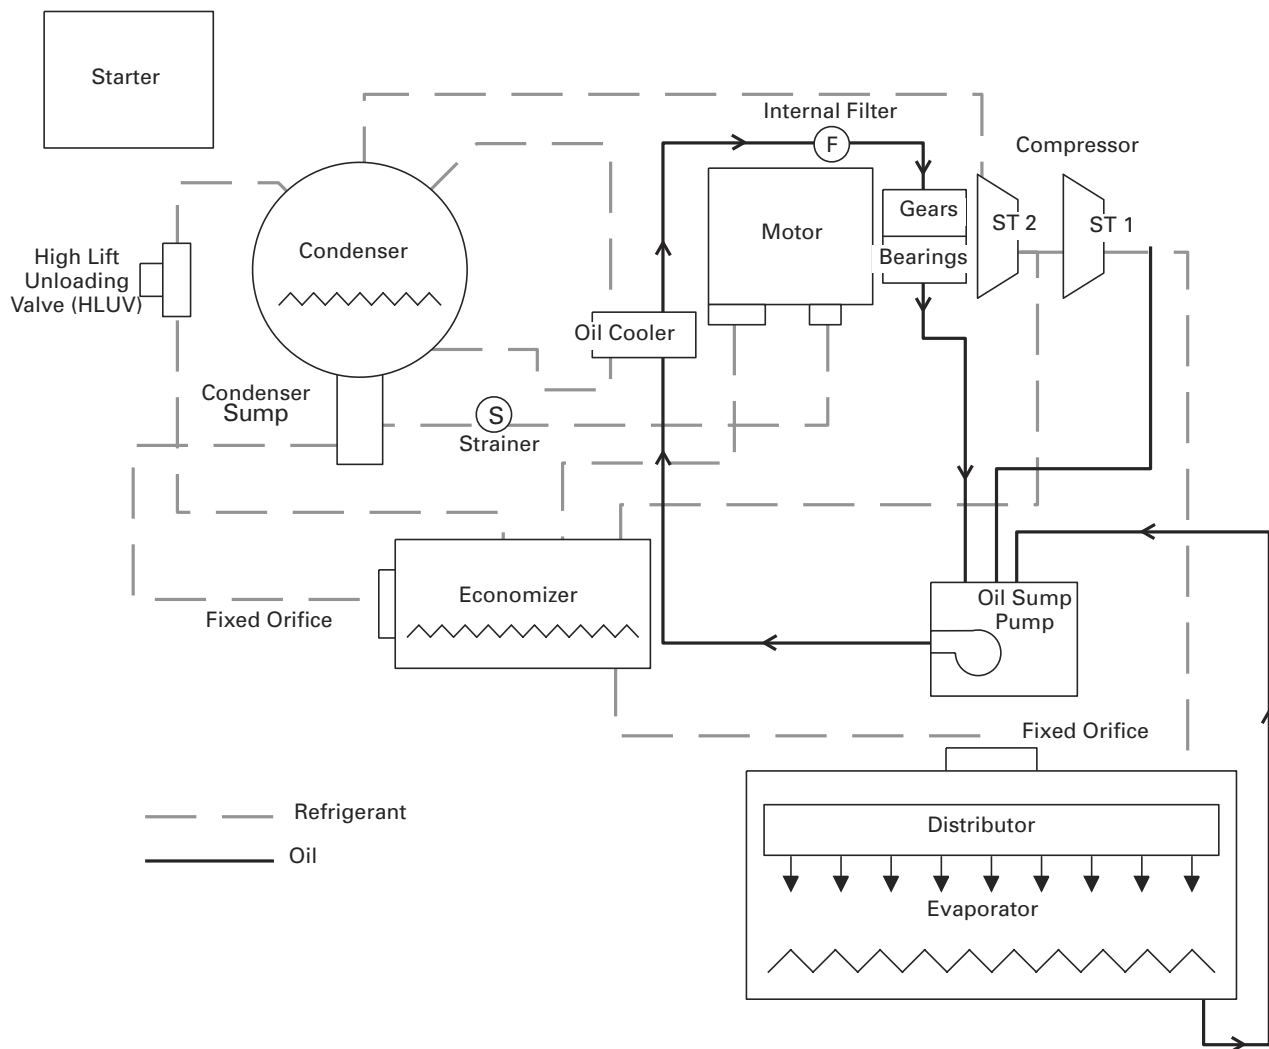 Starter
Internal Filter
F
Compressor
Gears
ST 2
ST 1
Motor
Bearings
Condenser
High Lift
Unloading
Valve (HLUV)
Oil Cooler
Condenser
Sump
S
Strainer
Economizer
Fixed Orifice
Oil Sump
Pump
Fixed Orifice
Refrigerant
Oil
Distributor
Evaporator